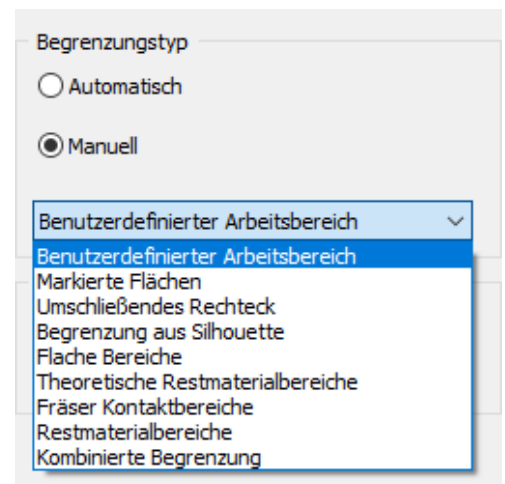 Begrenzungstyp
Automatisch
Manuell
Benutzerdefinierter Arbeitsbereich
Benutzerdefinierter Arbeitsbereich
Markierte Flächen
Umschließendes Rechteck
Begrenzung aus Silhouette
Flache Bereiche
Theoretische Restmaterialbereiche
Fräser Kontaktbereiche
Restmaterialbereiche
Kombinierte Begrenzung